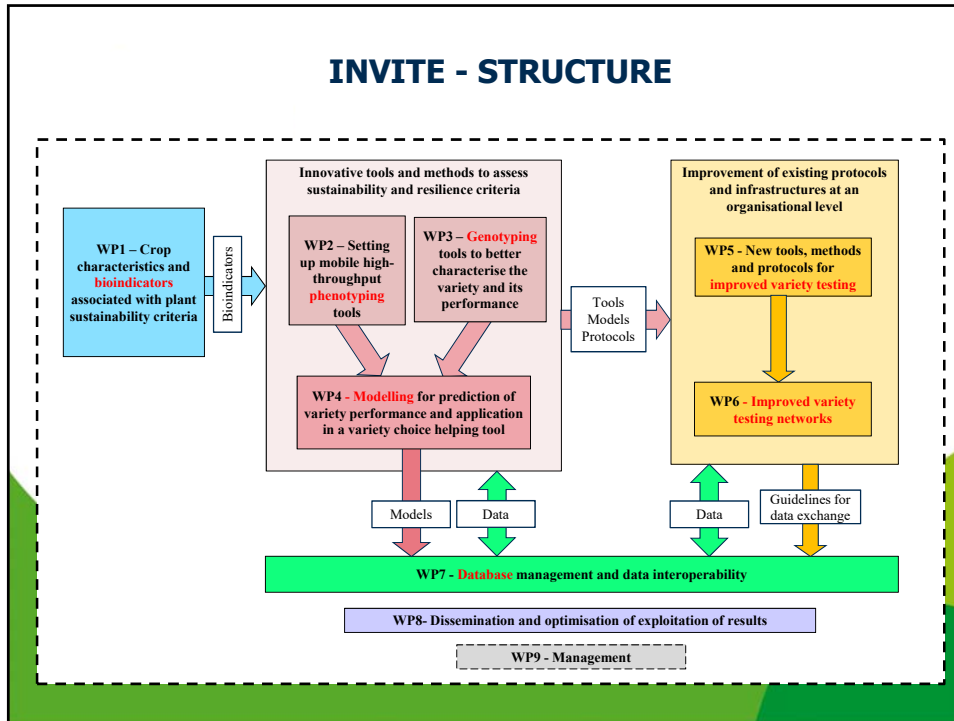 INVITE - STRUCTURE
WP1 – Crop
characteristics and
bioindicators
associated with plant
sustainability criteria
Bioindicators
Innovative tools and methods to assess
sustainability and resilience criteria
WP2 – Setting
up mobile high-
throughput
phenotyping
tools
WP3 – Genotyping
tools to better
characterise the
variety and its
performance
WP4 - Modelling for prediction of
variety performance and application
in a variety choice helping tool
Tools
Models
Protocols
Improvement of existing protocols
and infrastructures at an
organisational level
WP5 - New tools, methods
and protocols for
improved variety testing
WP6 - Improved variety
testing networks
Models
Data
Data
Guidelines for
data exchange
WP7 - Database management and data interoperability
WP8- Dissemination and optimisation of exploitation of results
WP9 - Management